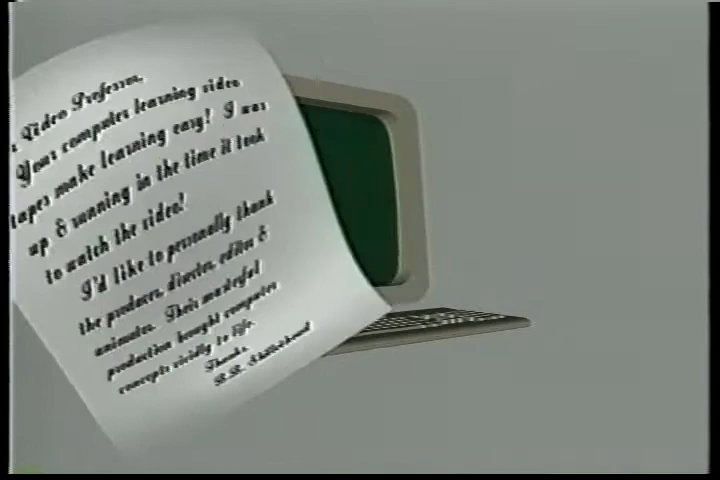 Video Professor,
Your computer learning video
tapes make learning easy! I was
up & running in the time it took
to watch the video!
I'd like to personally thank
the producer, director, editor &
animator. Their masterful
production brought computer
concepts vividly to life.
Thanks,